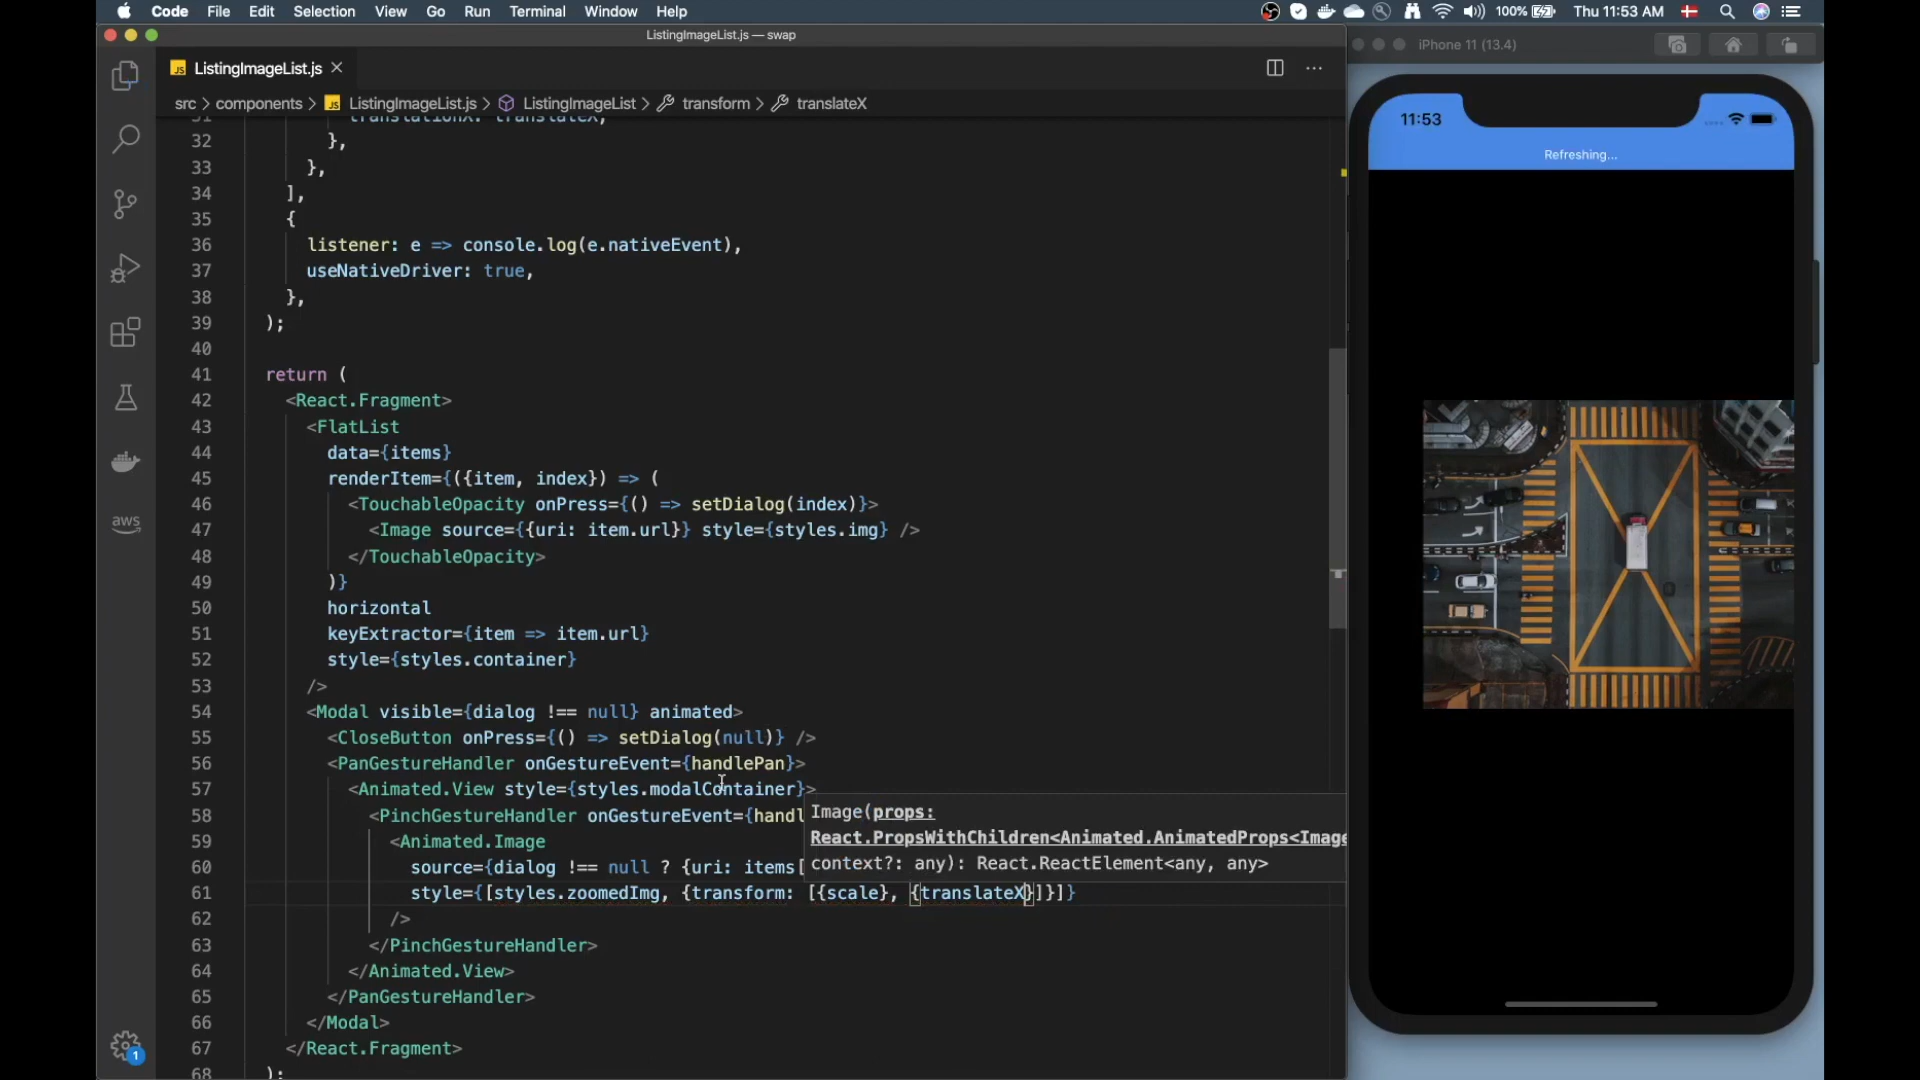 Code File Edit Selection View Go Run Terminal Window Help 100% Thu 11:53 AM
ListingImageList.js — swap
iPhone 11 (13.4)
JS ListingImageList.js
src > components > JS ListingImageList.js > ListingImageList > transform > translateX
31 translationX: translateX,
32 },
33 },
34 ],
35 {
36 listener: e => console.log(e.nativeEvent),
37 useNativeDriver: true,
38 },
39 );
40
41 return (
42 <React.Fragment>
43 <FlatList
44 data={items}
45 renderItem={({item, index}) => (
46 <TouchableOpacity onPress={() => setDialog(index)}>
47 <Image source={{uri: item.url}} style={styles.img} />
48 </TouchableOpacity>
49 )}
50 horizontal
51 keyExtractor={item => item.url}
52 style={styles.container}
53 />
54 <Modal visible={dialog !== null} animated>
55 <CloseButton onPress={() => setDialog(null)} />
56 <PanGestureHandler onGestureEvent={handlePan}>
57 <Animated.View style={styles.modalContainer}>
58 <PinchGestureHandler onGestureEvent={handl
59 <Animated.Image
60 source={dialog !== null ? {uri: items[
61 style={[styles.zoomedImg, {transform: [{scale}, {translateX}]}]}
62 />
63 </PinchGestureHandler>
64 </Animated.View>
65 </PanGestureHandler>
66 </Modal>
67 </React.Fragment>
68 );
Image(props:
React.PropsWithChildren<Animated.AnimatedProps<Image
context?: any): React.ReactElement<any, any>
aws
1
11:53
Refreshing...